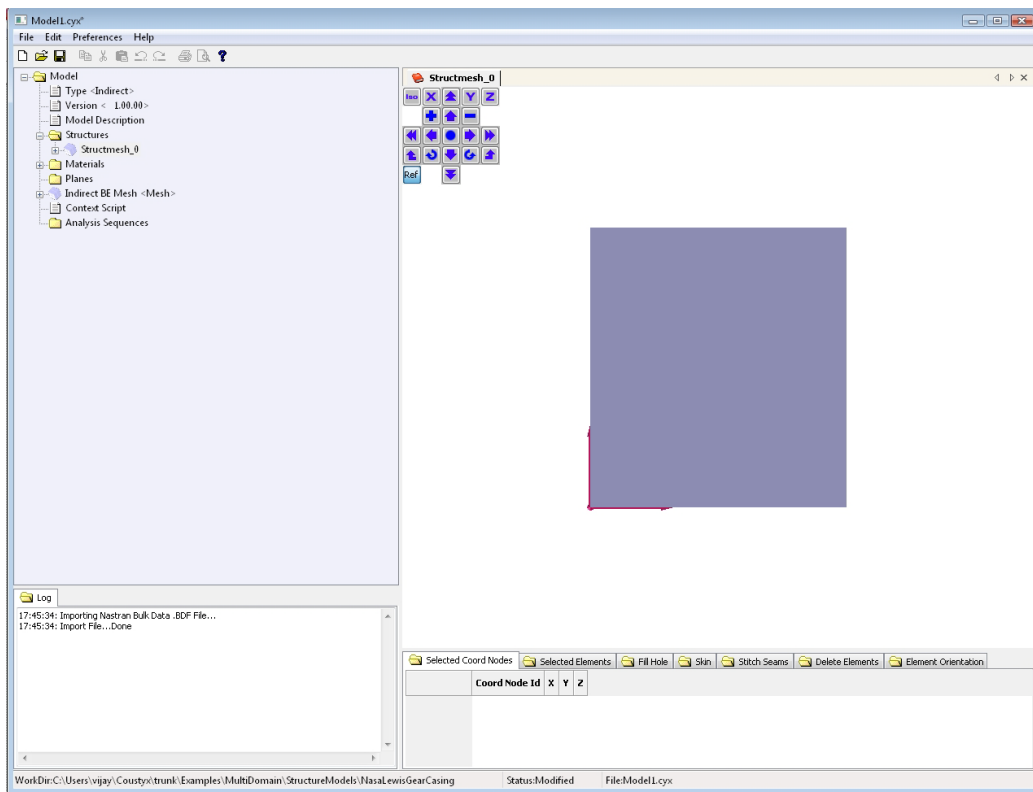 Model1.cyx*
File Edit Preferences Help
Model
Type <Indirect>
Version < 1.00.00>
Model Description
Structures
Structmesh_0
Materials
Planes
Indirect BE Mesh <Mesh>
Context Script
Analysis Sequences
Structmesh_0
Iso X Y Z
Ref
Log
17:45:34: Importing Nastran Bulk Data .BDF File...
17:45:34: Import File...Done
Selected Coord Nodes Selected Elements Fill Hole Skin Stitch Seams Delete Elements Element Orientation
Coord Node Id X Y Z
WorkDir:C:\Users\vijay\Coustyx\trunk\Examples\MultiDomain\StructureModels\NasaLewisGearCasing Status:Modified File:Model1.cyx